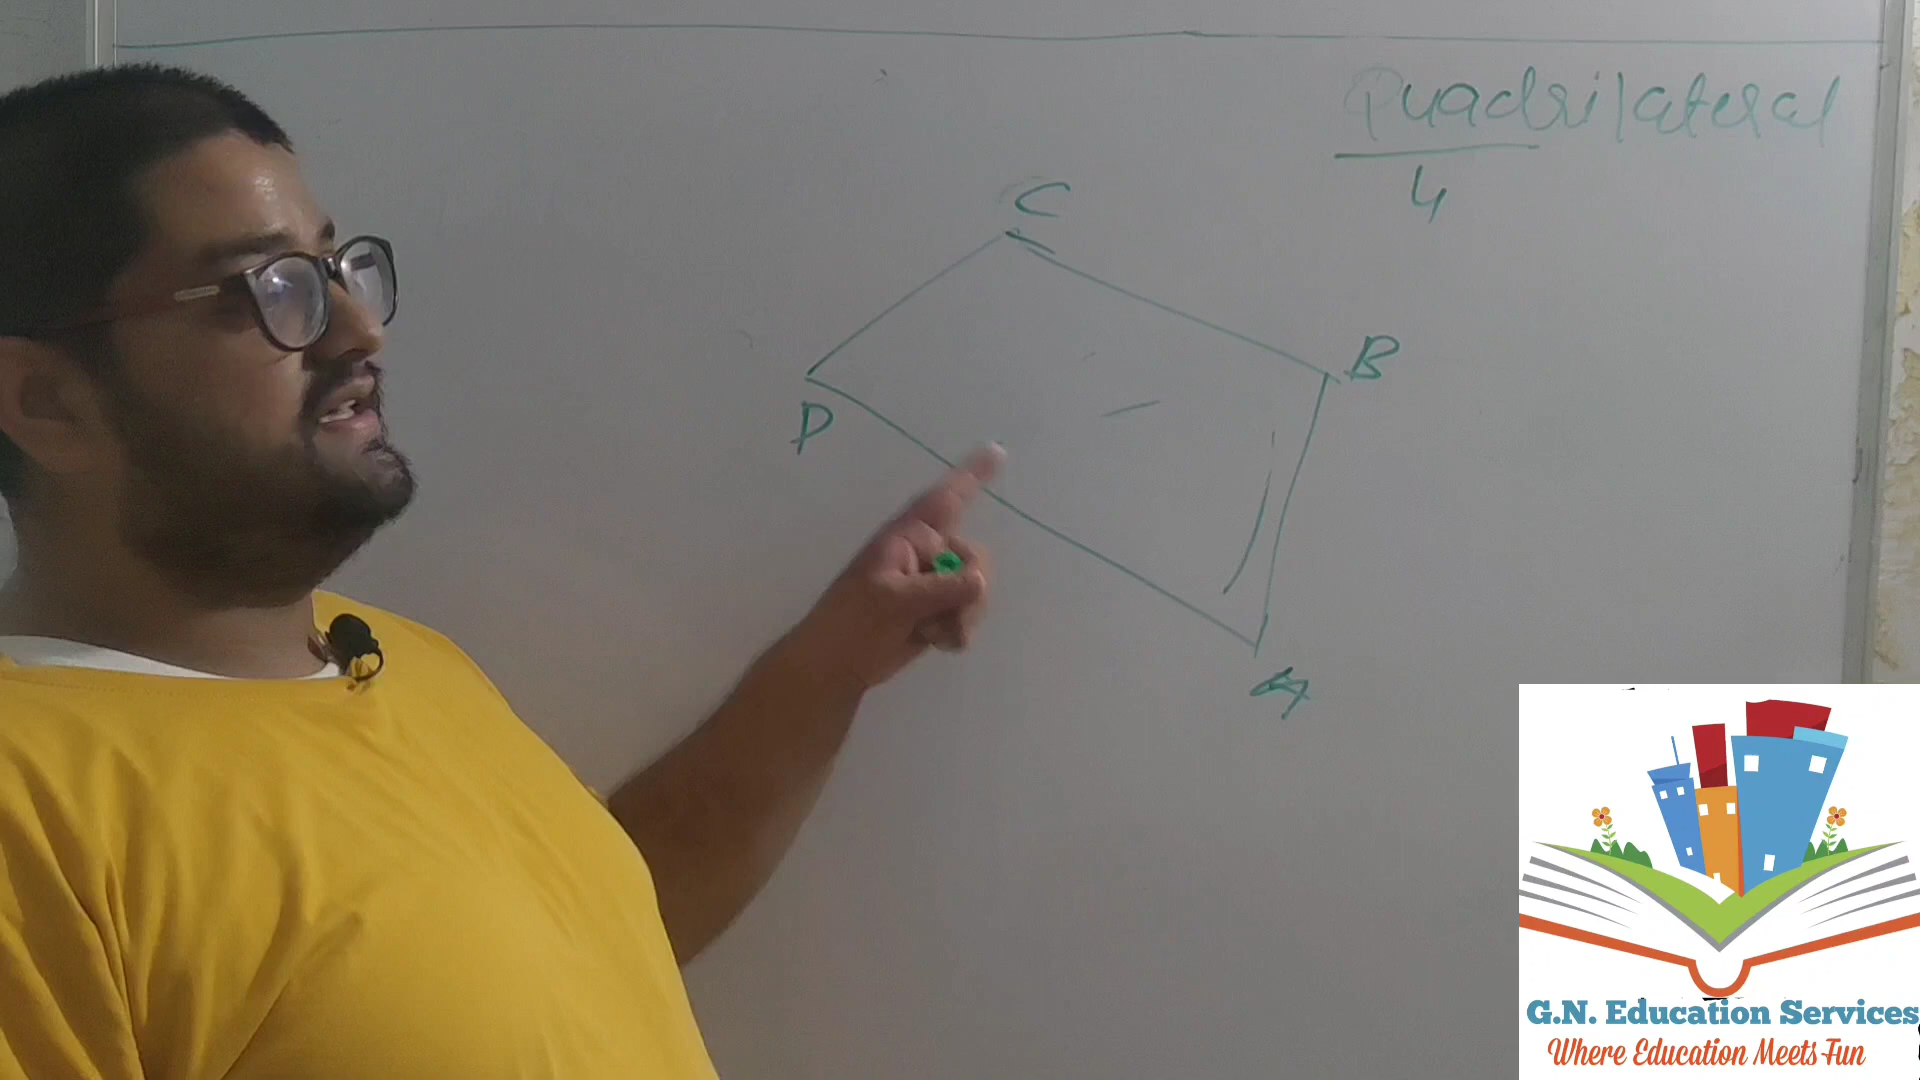 Quadrilateral
4
C
B
D
A
G.N. Education Services
Where Education Meets Fun